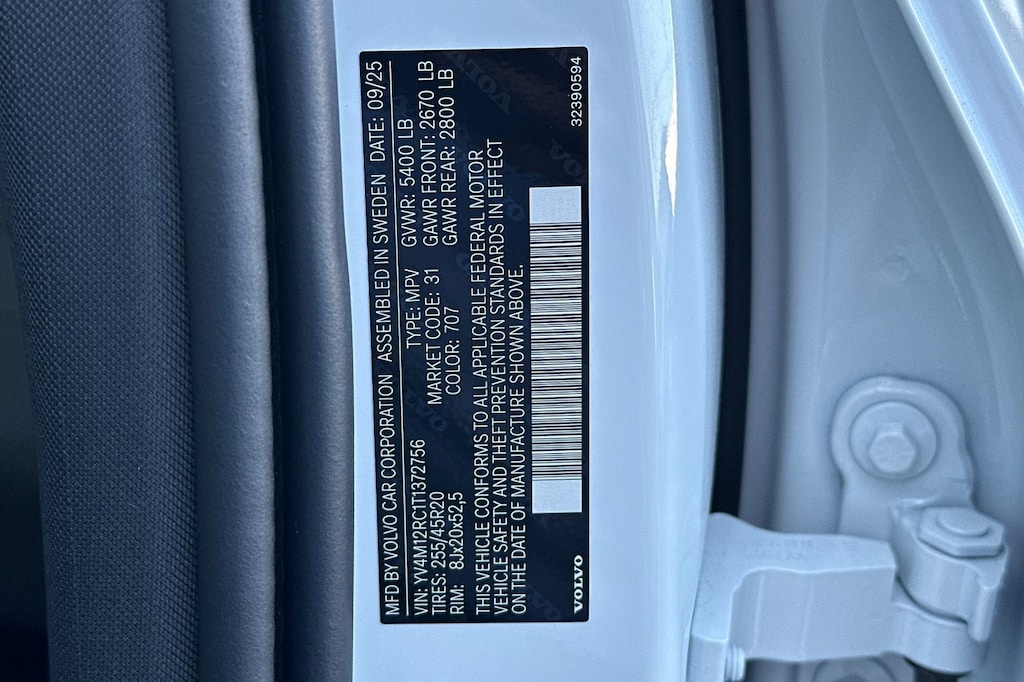 MFD BY VOLVO CAR CORPORATION ASSEMBLED IN SWEDEN DATE: 09/25
VIN: YV4M12RC1T1372756 TYPE: MPV GVWR: 5400 LB
TIRES: 255/45R20 MARKET CODE: 31 GAWR FRONT: 2670 LB
RIM: 8Jx20x52,5 COLOR: 707 GAWR REAR: 2800 LB
THIS VEHICLE CONFORMS TO ALL APPLICABLE FEDERAL MOTOR
VEHICLE SAFETY AND THEFT PREVENTION STANDARDS IN EFFECT
ON THE DATE OF MANUFACTURE SHOWN ABOVE.
VOLVO 32390594